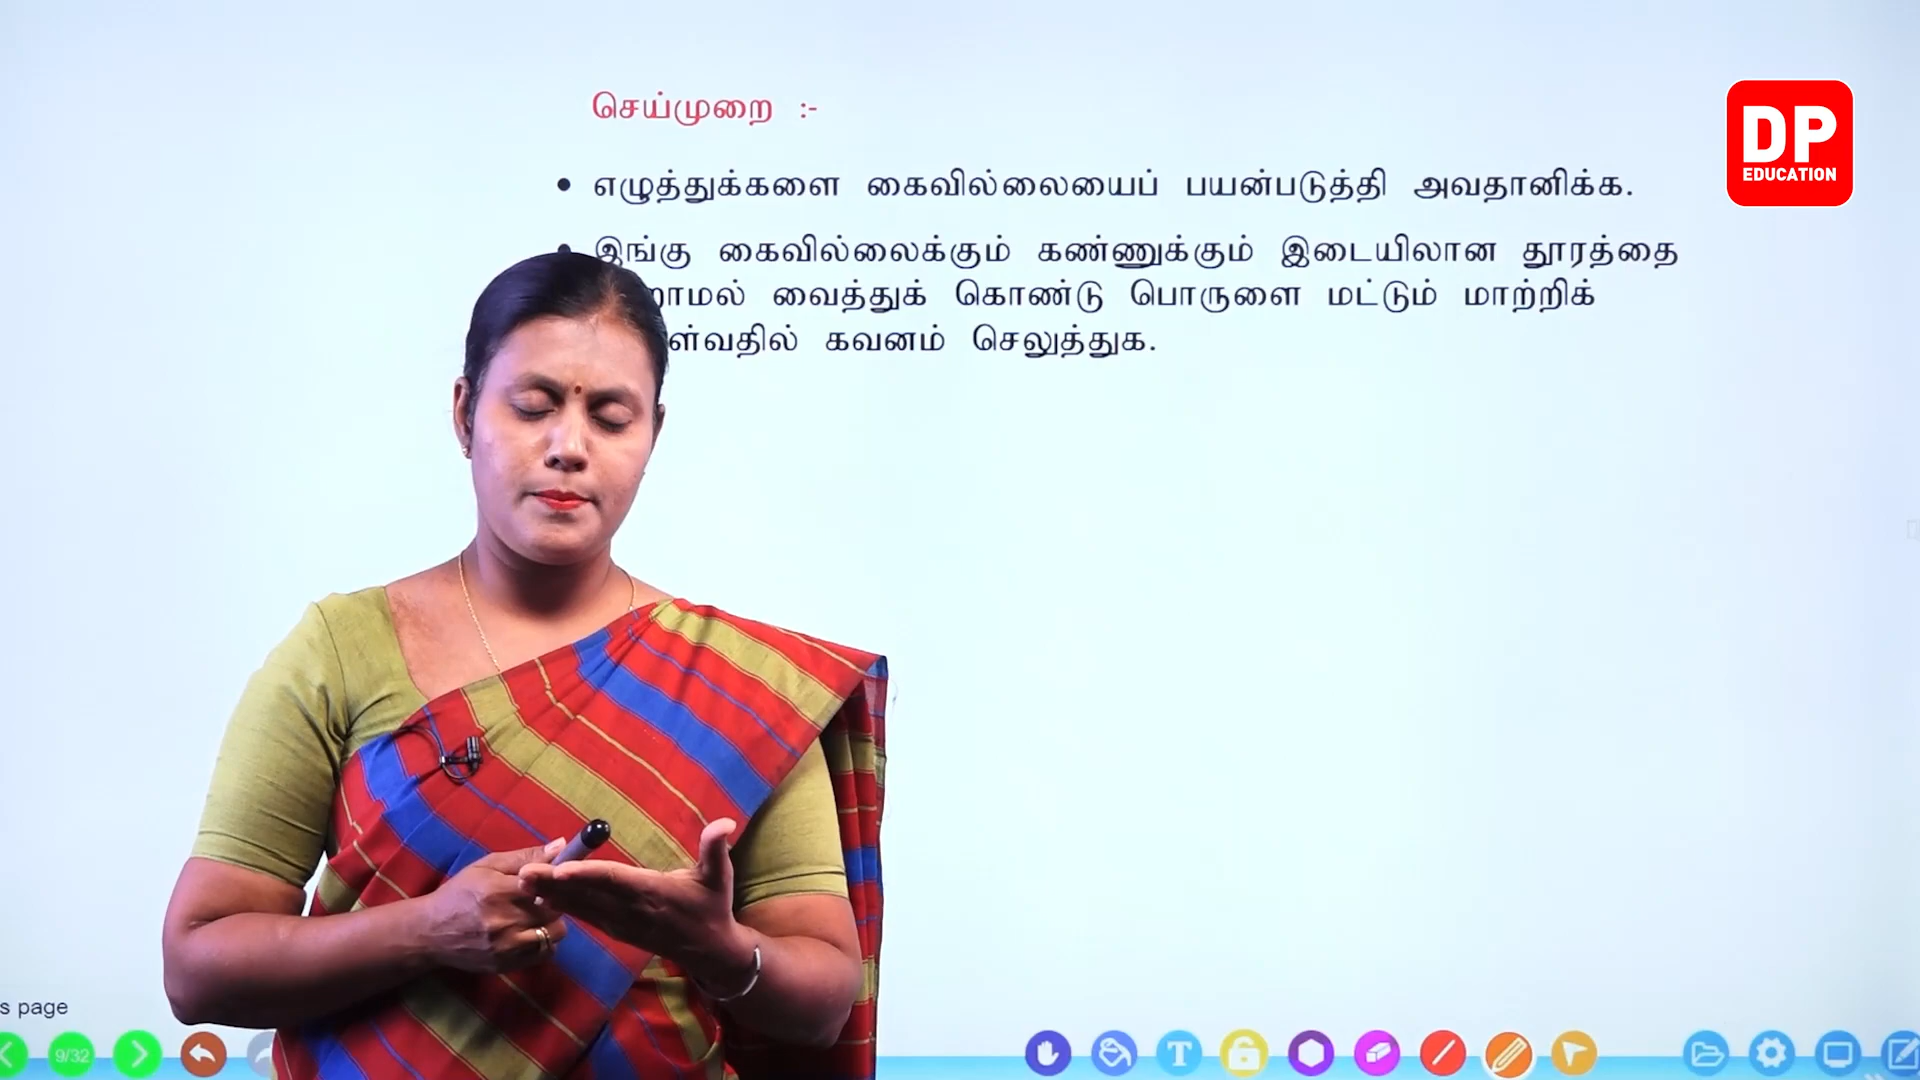 செய்முறை :-
DP
EDUCATION
• எழுத்துக்களை கைவில்லையைப் பயன்படுத்தி அவதானிக்க.
இங்கு கைவில்லைக்கும் கண்ணுக்கும் இடையிலான தூரத்தை
வைத்துக் கொண்டு பொருளை மட்டும் மாற்றிக்
கவனம் செலுத்துக.
s page
9/32
T